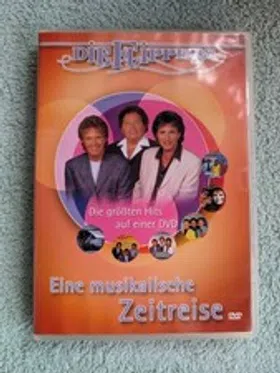 DIE FLIPPERS
Die größten Hits
auf einer DVD
Eine musikalische
Zeitreise
DVD